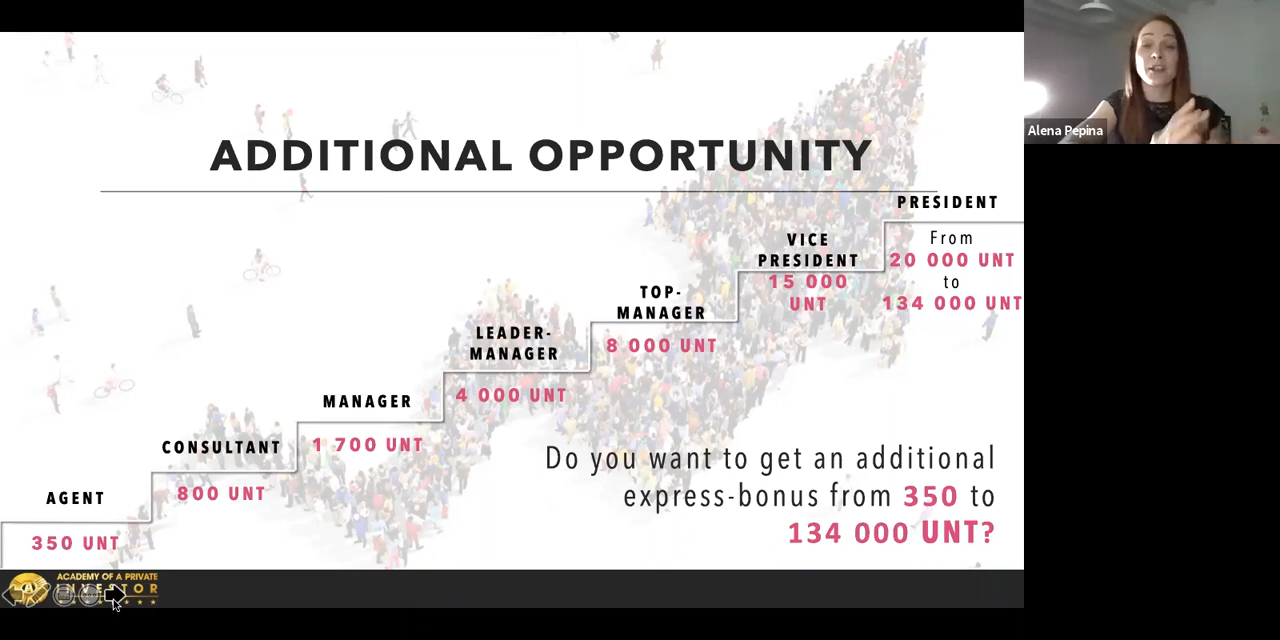 ADDITIONAL OPPORTUNITY
PRESIDENT
From
20 000 UNT
to
134 000 UNT
VICE
PRESIDENT
15 000
UNT
TOP-
MANAGER
8 000 UNT
LEADER-
MANAGER
4 000 UNT
MANAGER
1 700 UNT
CONSULTANT
800 UNT
AGENT
350 UNT
Do you want to get an additional
express-bonus from 350 to
134 000 UNT?
ACADEMY OF A PRIVATE
INVESTOR
Alena Pepina